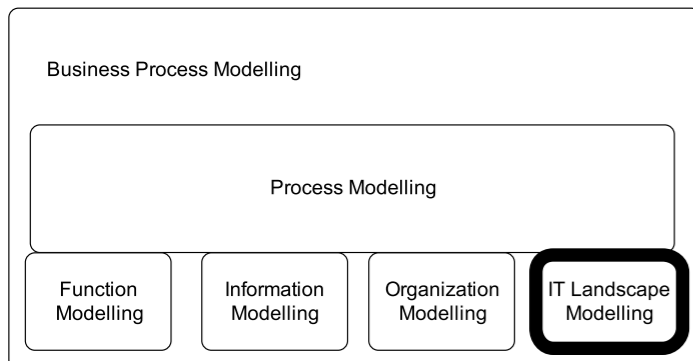 Business Process Modelling
Process Modelling
Function
Modelling
Information
Modelling
Organization
Modelling
IT Landscape
Modelling